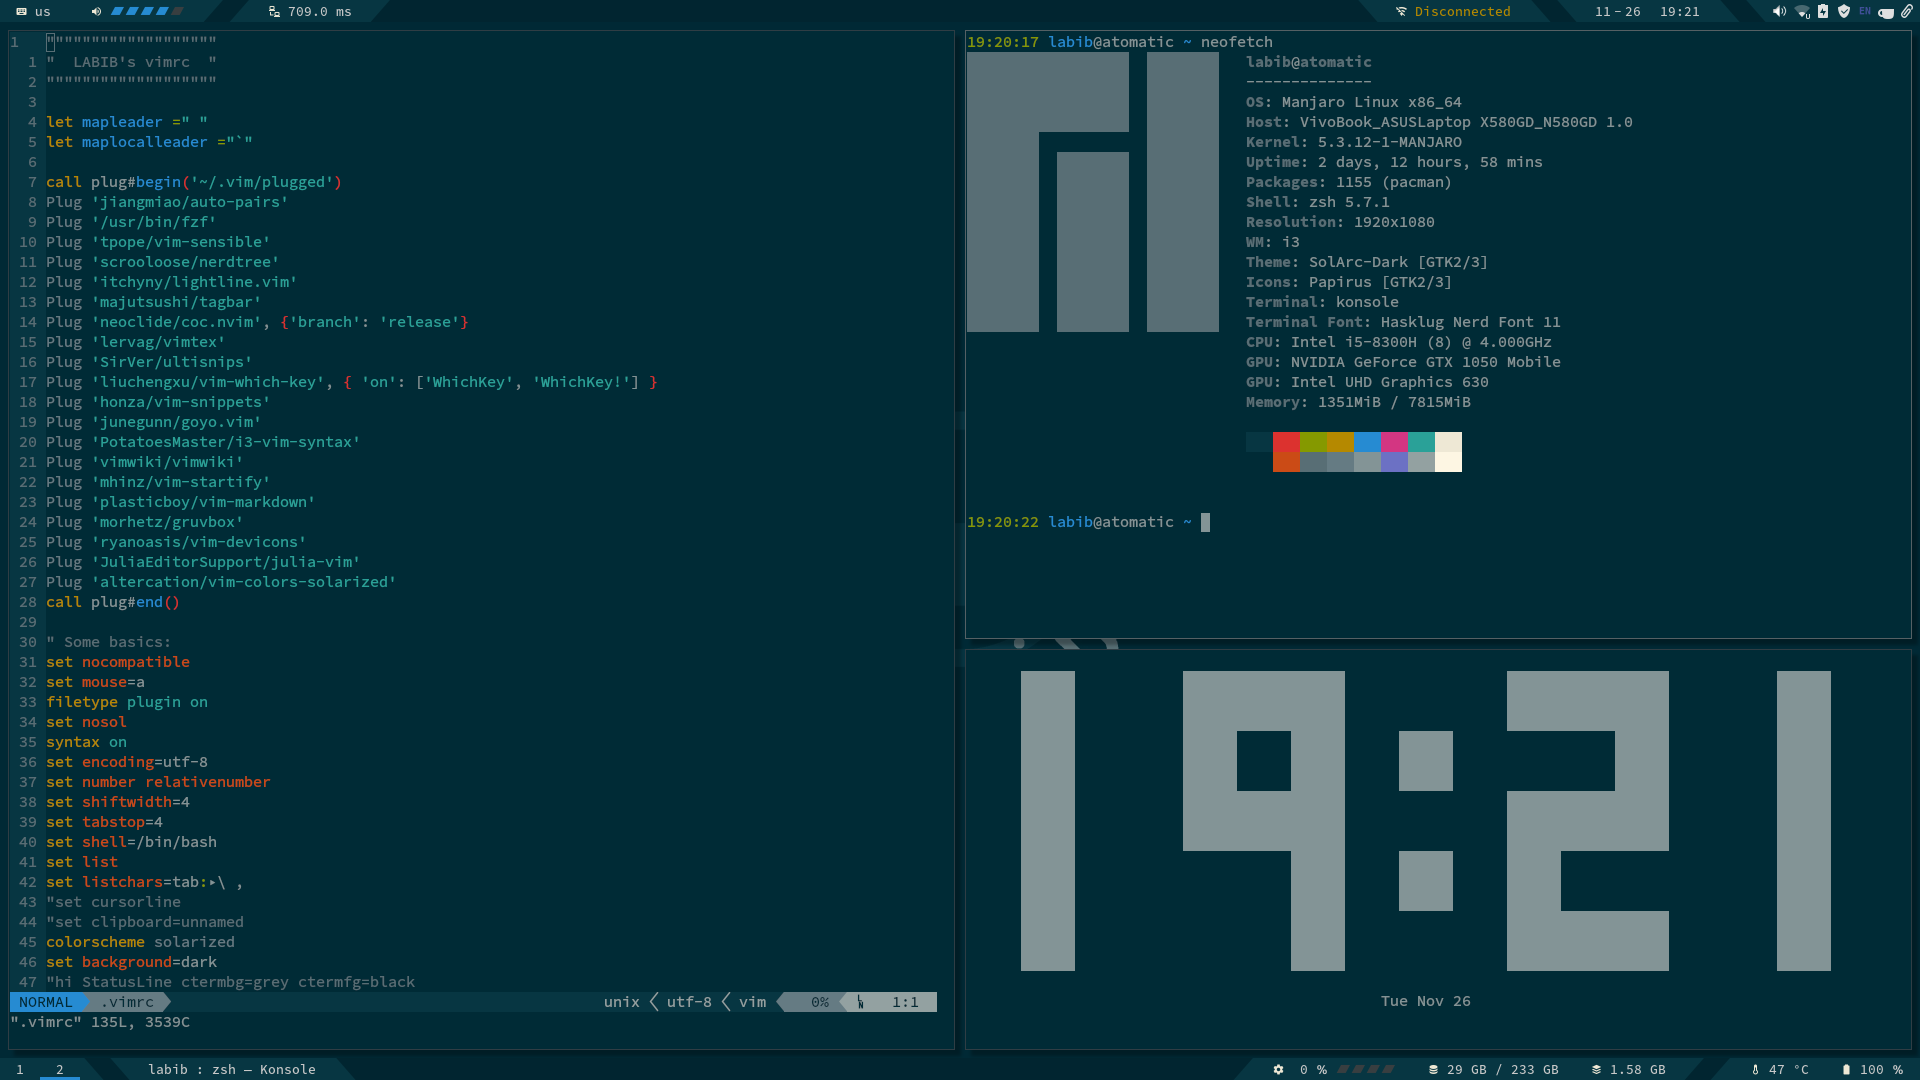 us
709.0 ms
Disconnected
11-26 19:21
EN
1 """""""""""""""""""
1 "  LABIB's vimrc  "
2 """""""""""""""""""
3
4 let mapleader =" "
5 let maplocalleader ="`"
6
7 call plug#begin('~/.vim/plugged')
8 Plug 'jiangmiao/auto-pairs'
9 Plug '/usr/bin/fzf'
10 Plug 'tpope/vim-sensible'
11 Plug 'scrooloose/nerdtree'
12 Plug 'itchyny/lightline.vim'
13 Plug 'majutsushi/tagbar'
14 Plug 'neoclide/coc.nvim', {'branch': 'release'}
15 Plug 'lervag/vimtex'
16 Plug 'SirVer/ultisnips'
17 Plug 'liuchengxu/vim-which-key', { 'on': ['WhichKey', 'WhichKey!'] }
18 Plug 'honza/vim-snippets'
19 Plug 'junegunn/goyo.vim'
20 Plug 'PotatoesMaster/i3-vim-syntax'
21 Plug 'vimwiki/vimwiki'
22 Plug 'mhinz/vim-startify'
23 Plug 'plasticboy/vim-markdown'
24 Plug 'morhetz/gruvbox'
25 Plug 'ryanoasis/vim-devicons'
26 Plug 'JuliaEditorSupport/julia-vim'
27 Plug 'altercation/vim-colors-solarized'
28 call plug#end()
29
30 " Some basics:
31 set nocompatible
32 set mouse=a
33 filetype plugin on
34 set nosol
35 syntax on
36 set encoding=utf-8
37 set number relativenumber
38 set shiftwidth=4
39 set tabstop=4
40 set shell=/bin/bash
41 set list
42 set listchars=tab:▸\ ,
43 "set cursorline
44 "set clipboard=unnamed
45 colorscheme solarized
46 set background=dark
47 "hi StatusLine ctermbg=grey ctermfg=black
NORMAL .vimrc unix utf-8 vim 0% 1:1
".vimrc" 135L, 3539C
19:20:17 labib@atomatic ~ neofetch
labib@atomatic
--------------
OS: Manjaro Linux x86_64
Host: VivoBook_ASUSLaptop X580GD_N580GD 1.0
Kernel: 5.3.12-1-MANJARO
Uptime: 2 days, 12 hours, 58 mins
Packages: 1155 (pacman)
Shell: zsh 5.7.1
Resolution: 1920x1080
WM: i3
Theme: SolArc-Dark [GTK2/3]
Icons: Papirus [GTK2/3]
Terminal: konsole
Terminal Font: Hasklug Nerd Font 11
CPU: Intel i5-8300H (8) @ 4.000GHz
GPU: NVIDIA GeForce GTX 1050 Mobile
GPU: Intel UHD Graphics 630
Memory: 1351MiB / 7815MiB
19:20:22 labib@atomatic ~
19:21
Tue Nov 26
1 2 labib : zsh — Konsole
0 %
29 GB / 233 GB
1.58 GB
47 °C
100 %